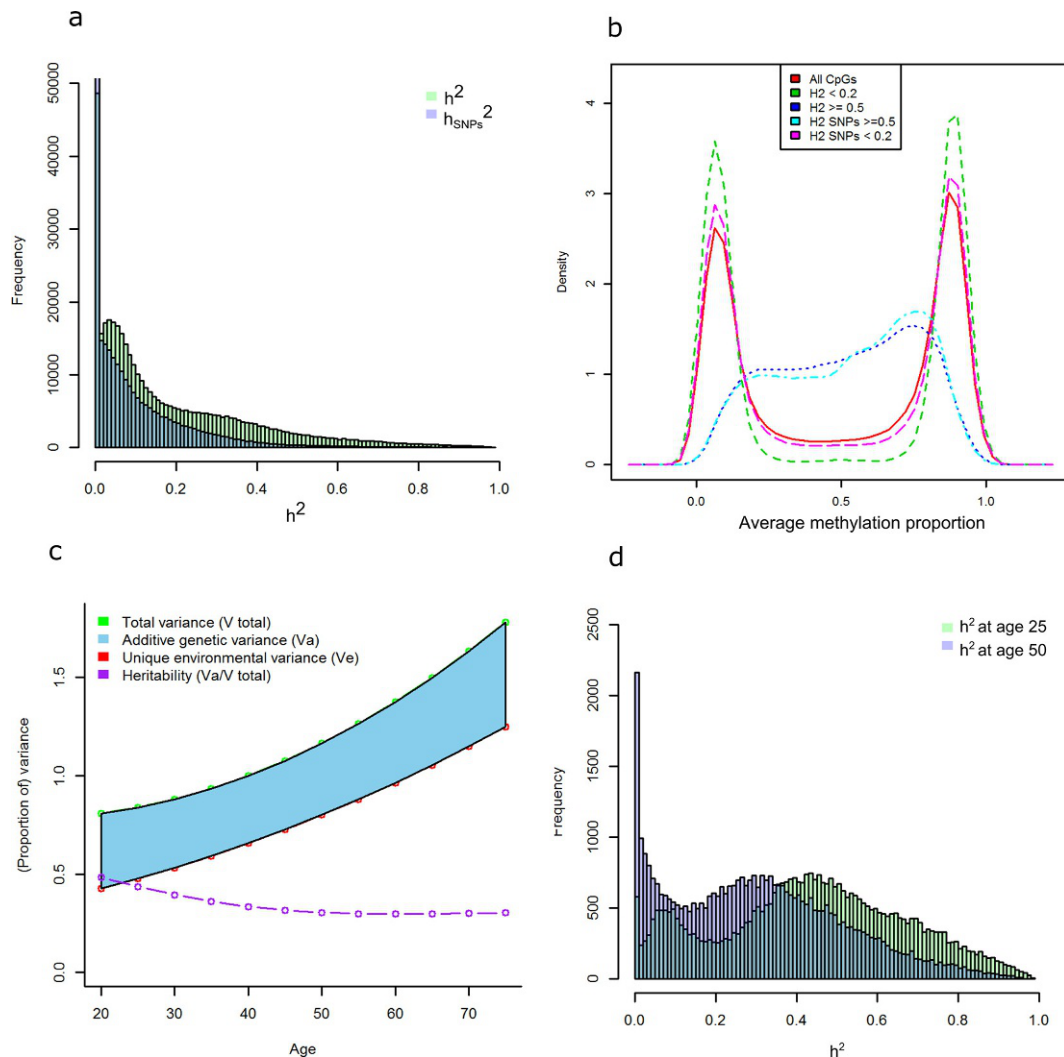 a
50000
40000
30000
20000
10000
0
Frequency
h²
hSNPs²
0.0 0.2 0.4 0.6 0.8 1.0
h²
b
All CpGs
H2 < 0.2
H2 >= 0.5
H2 SNPs >=0.5
H2 SNPs < 0.2
4
3
2
1
0
Density
0.0 0.5 1.0
Average methylation proportion
c
Total variance (V total)
Additive genetic variance (Va)
Unique environmental variance (Ve)
Heritability (Va/V total)
1.5
1.0
0.5
0.0
(Proportion of) variance
20 30 40 50 60 70
Age
d
h² at age 25
h² at age 50
2500
2000
1500
1000
500
0
Frequency
0.0 0.2 0.4 0.6 0.8 1.0
h²